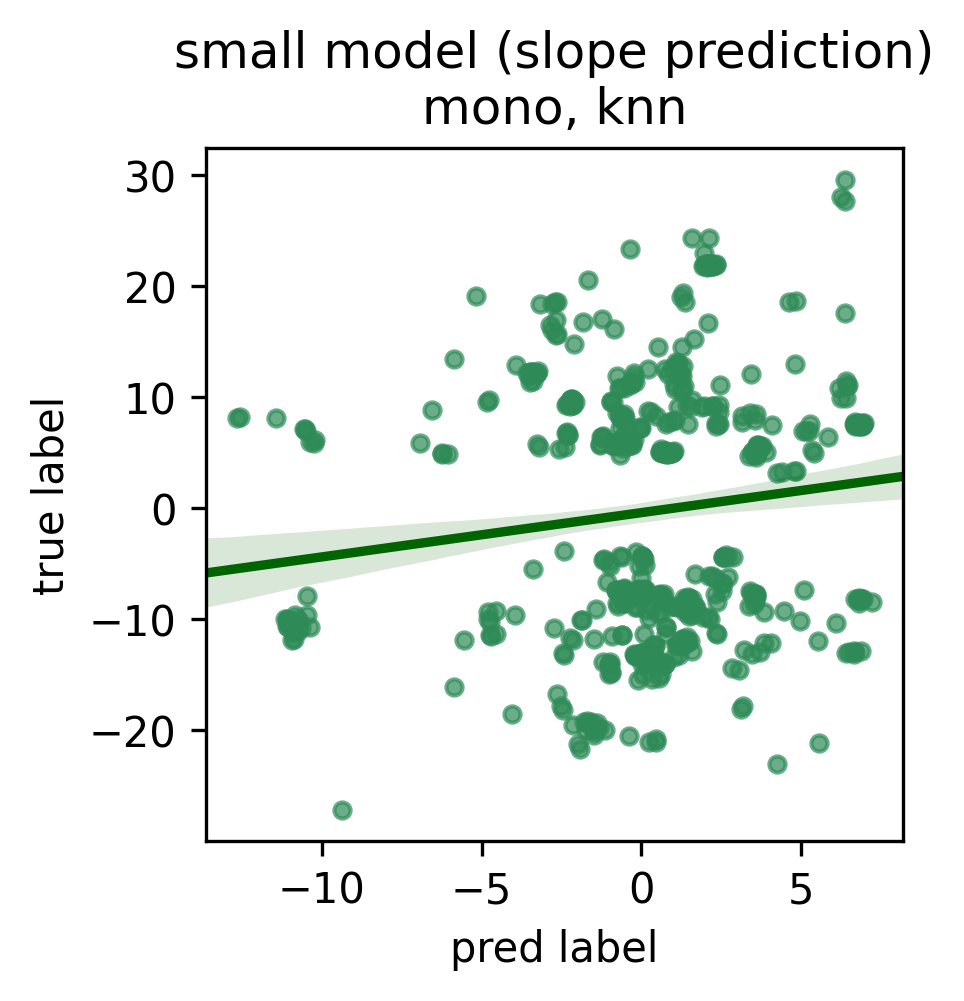 small model (slope prediction)
mono, knn
30
20
10
0
−10
−20
true label
−10
−5
0
5
pred label